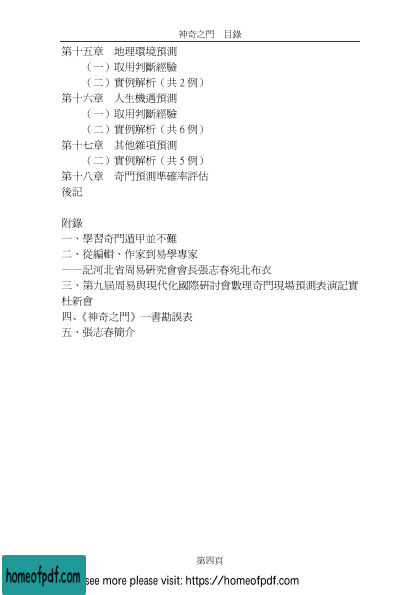 神奇之門　目錄
第十五章　地理環境預測
（一）取用判斷經驗
（二）實例解析（共 2 例）
第十六章　人生機遇預測
（一）取用判斷經驗
（二）實例解析（共 6 例）
第十七章　其他雜項預測
（二）實例解析（共 5 例）
第十八章　奇門預測準確率評估
後記
附錄
一、學習奇門遁甲並不難
二、從編輯、作家到易學專家
——記河北省周易研究會會長張志春宛北布衣
三、第九屆周易與現代化國際研討會數理奇門現場預測表演記實
杜新會
四、《神奇之門》一書勘誤表
五、張志春簡介
第四頁
homeofpdf.com
see more please visit: https://homeofpdf.com